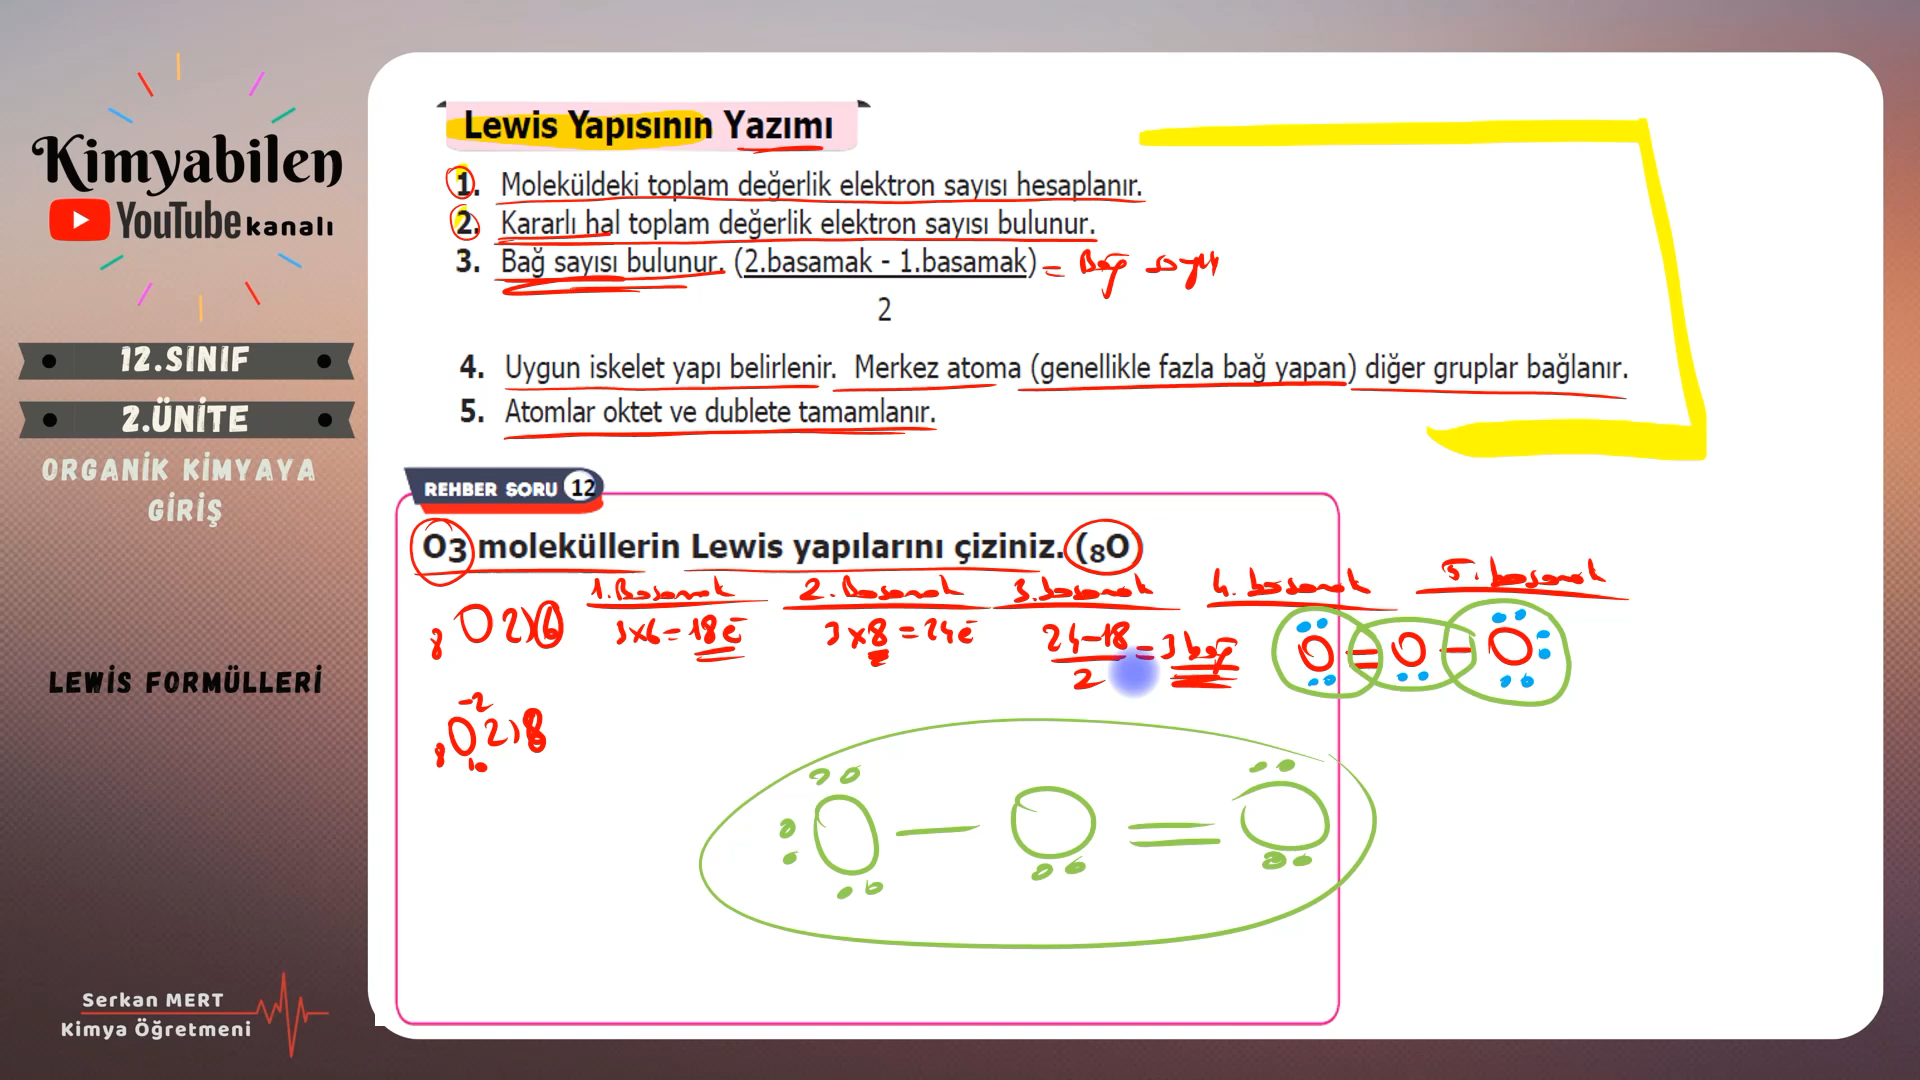 Kimyabilen
YouTube kanalı
12.SINIF
2.ÜNİTE
ORGANİK KİMYAYA
GİRİŞ
LEWİS FORMÜLLERİ
Serkan MERT
Kimya Öğretmeni
Lewis Yapısının Yazımı
1. Moleküldeki toplam değerlik elektron sayısı hesaplanır.
2. Kararlı hal toplam değerlik elektron sayısı bulunur.
3. Bağ sayısı bulunur. (2.basamak - 1.basamak) = Bağ sayısı
2
4. Uygun iskelet yapı belirlenir. Merkez atoma (genellikle fazla bağ yapan) diğer gruplar bağlanır.
5. Atomlar oktet ve dublete tamamlanır.
REHBER SORU 12
O3 moleküllerin Lewis yapılarını çiziniz. (₈O)
1. Basamak 2. Basamak 3. basamak 4. basamak 5. basamak
₈O 2)6 3x6=18e⁻ 3x8=24e⁻ 24-18 = 3 bağ O=O-O
2
₈O⁻² 2)8
10
O-O=O